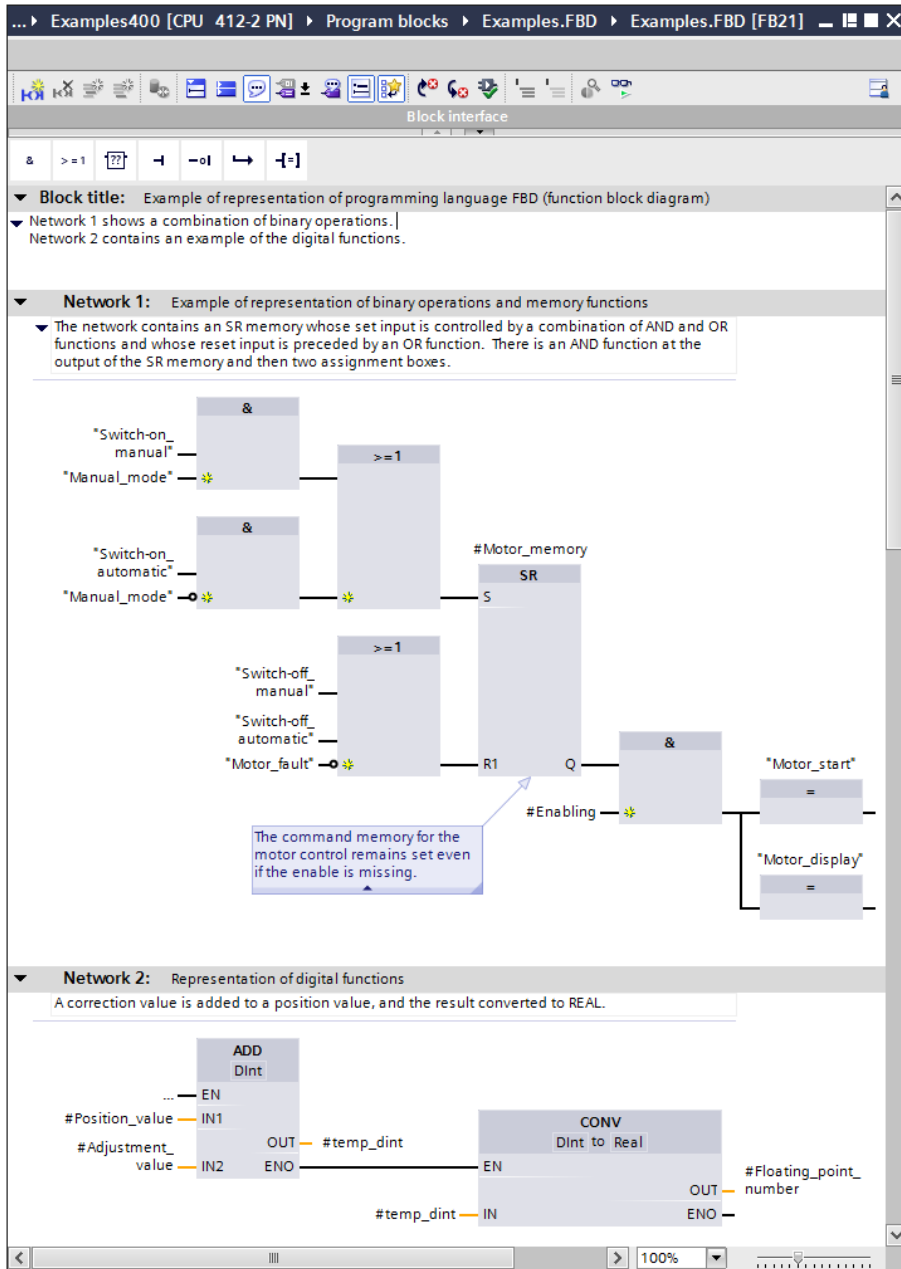 ... Examples400 [CPU 412-2 PN] Program blocks Examples.FBD Examples.FBD [FB21]
Block interface
& >=1 ?? [=]
Block title: Example of representation of programming language FBD (function block diagram)
Network 1 shows a combination of binary operations.
Network 2 contains an example of the digital functions.
Network 1: Example of representation of binary operations and memory functions
The network contains an SR memory whose set input is controlled by a combination of AND and OR
functions and whose reset input is preceded by an OR function. There is an AND function at the
output of the SR memory and then two assignment boxes.
&
"Switch-on_
manual"
"Manual_mode"
>=1
&
"Switch-on_
automatic"
"Manual_mode"
#Motor_memory
SR
S
>=1
"Switch-off_
manual"
"Switch-off_
automatic"
"Motor_fault"
R1 Q
&
#Enabling
"Motor_start"
=
"Motor_display"
=
The command memory for the
motor control remains set even
if the enable is missing.
Network 2: Representation of digital functions
A correction value is added to a position value, and the result converted to REAL.
ADD
DInt
... EN
#Position_value IN1
#Adjustment_
value IN2
OUT #temp_dint
ENO
CONV
DInt to Real
EN
#temp_dint IN
OUT
#Floating_point_
number
ENO
100%